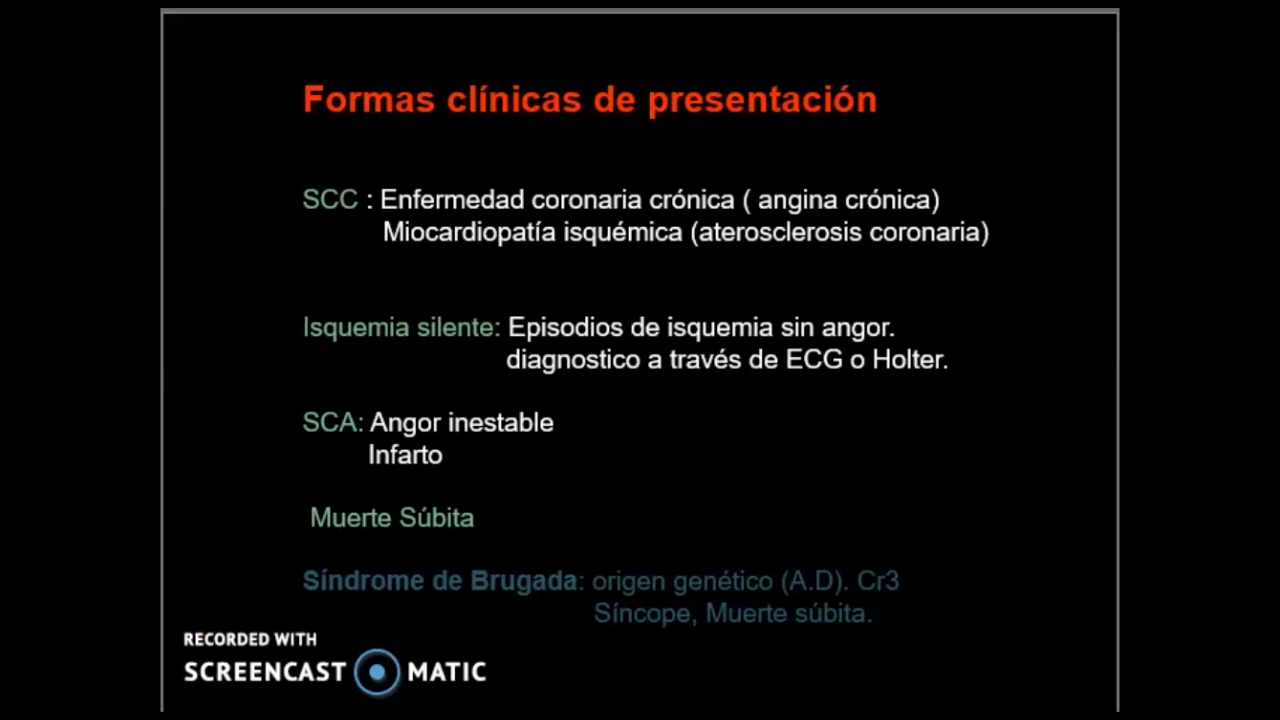 Formas clínicas de presentación
SCC : Enfermedad coronaria crónica ( angina crónica)
Miocardiopatía isquémica (aterosclerosis coronaria)
Isquemia silente: Episodios de isquemia sin angor.
diagnostico a través de ECG o Holter.
SCA: Angor inestable
Infarto
Muerte Súbita
Síndrome de Brugada: origen genético (A.D). Cr3
Síncope, Muerte súbita.
RECORDED WITH
SCREENCAST MATIC